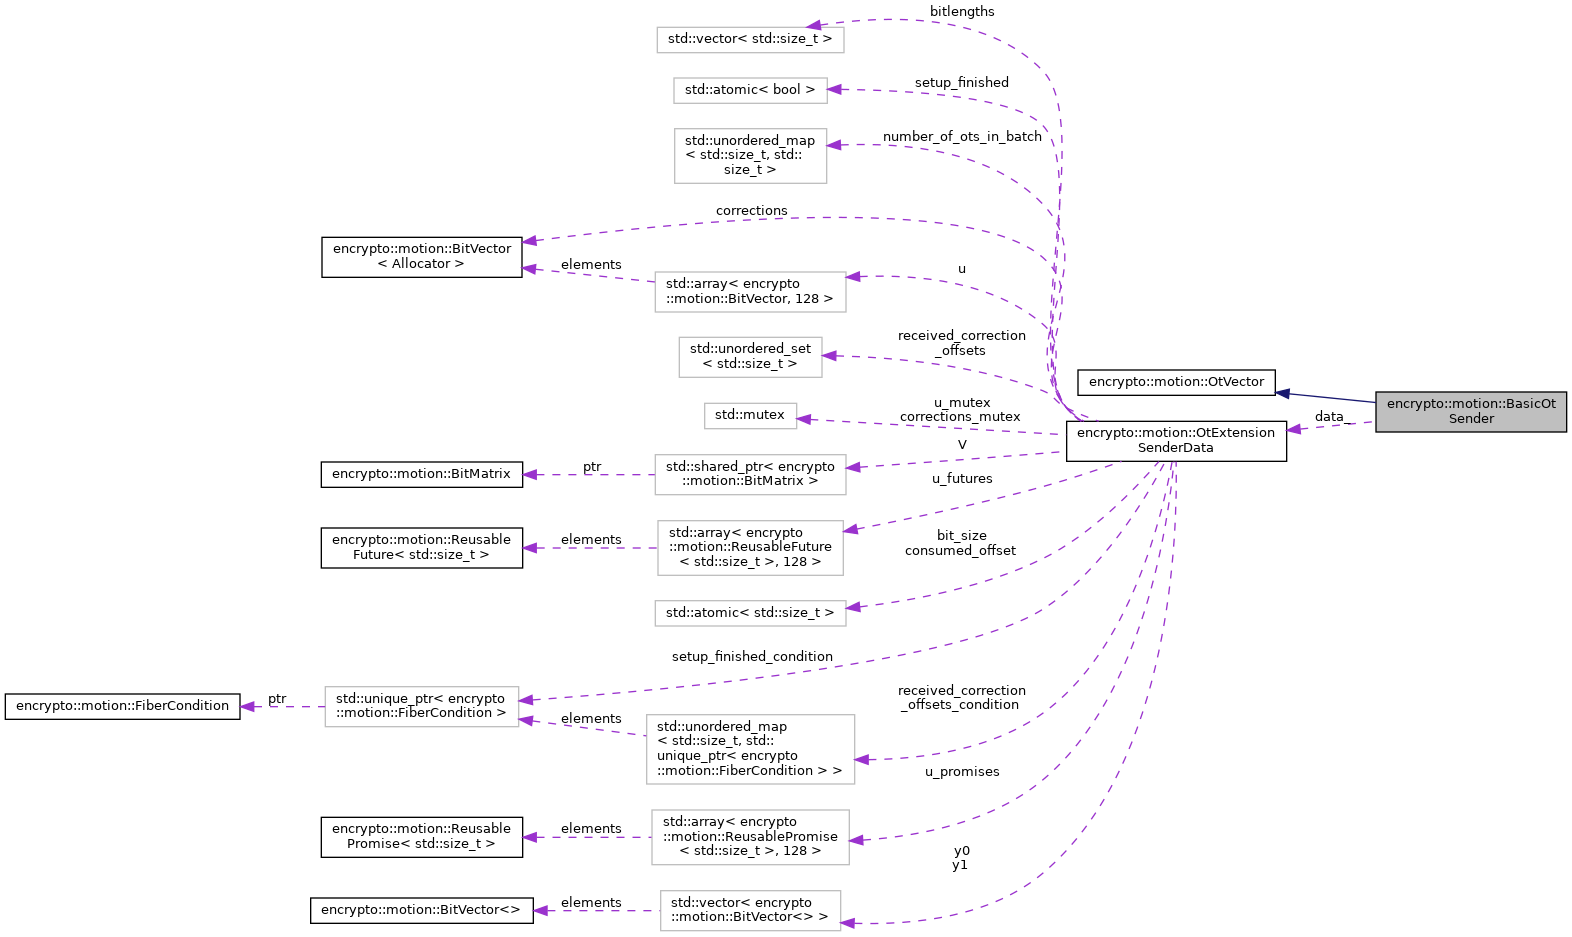 bitlengths
std::vector< std::size_t >
setup_finished
std::atomic< bool >
number_of_ots_in_batch
std::unordered_map
< std::size_t, std::
size_t >
corrections
encrypto::motion::BitVector
< Allocator >
elements
u
std::array< encrypto
::motion::BitVector, 128 >
received_correction
_offsets
std::unordered_set
< std::size_t >
encrypto::motion::OtVector
encrypto::motion::BasicOt
Sender
data_
u_mutex
corrections_mutex
std::mutex
encrypto::motion::OtExtension
SenderData
V
std::shared_ptr< encrypto
::motion::BitMatrix >
ptr
encrypto::motion::BitMatrix
u_futures
std::array< encrypto
::motion::ReusableFuture
< std::size_t >, 128 >
elements
encrypto::motion::Reusable
Future< std::size_t >
bit_size
consumed_offset
std::atomic< std::size_t >
setup_finished_condition
encrypto::motion::FiberCondition
ptr
std::unique_ptr< encrypto
::motion::FiberCondition >
elements
received_correction
_offsets_condition
std::unordered_map
< std::size_t, std::
unique_ptr< encrypto
::motion::FiberCondition > >
u_promises
std::array< encrypto
::motion::ReusablePromise
< std::size_t >, 128 >
elements
encrypto::motion::Reusable
Promise< std::size_t >
y0
y1
std::vector< encrypto
::motion::BitVector<> >
elements
encrypto::motion::BitVector<>